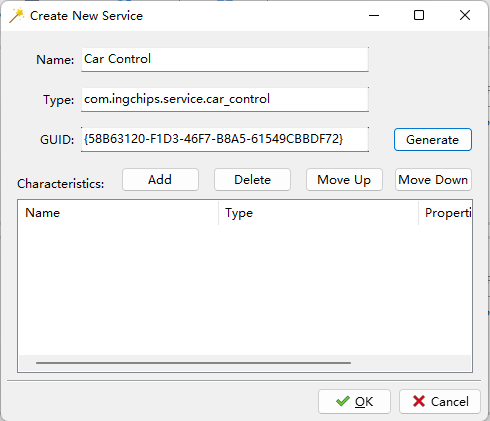 Create New Service
Name: Car Control
Type: com.ingchips.service.car_control
GUID: {58B63120-F1D3-46F7-B8A5-61549CBBDF72} Generate
Characteristics: Add Delete Move Up Move Down
Name Type Properti
OK Cancel